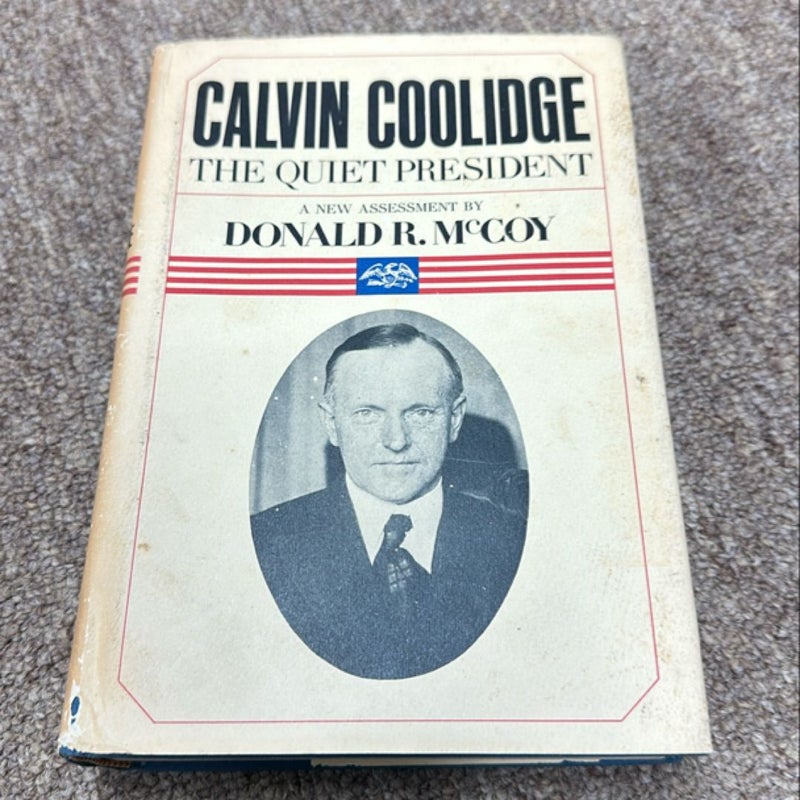 CALVIN COOLIDGE
THE QUIET PRESIDENT
A NEW ASSESSMENT BY
DONALD R. McCOY